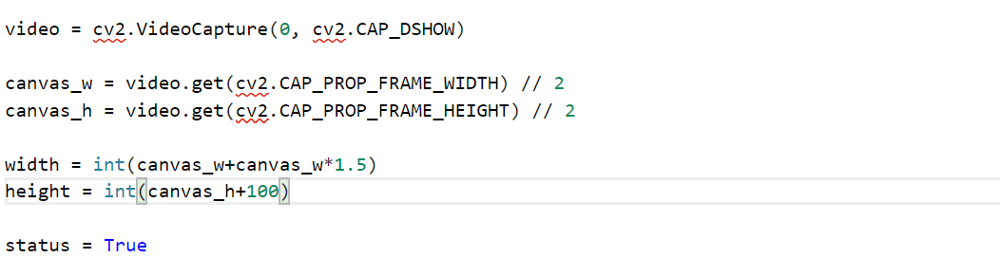 video = cv2.VideoCapture(0, cv2.CAP_DSHOW)
canvas_w = video.get(cv2.CAP_PROP_FRAME_WIDTH) // 2
canvas_h = video.get(cv2.CAP_PROP_FRAME_HEIGHT) // 2
width = int(canvas_w+canvas_w*1.5)
height = int(canvas_h+100)
status = True